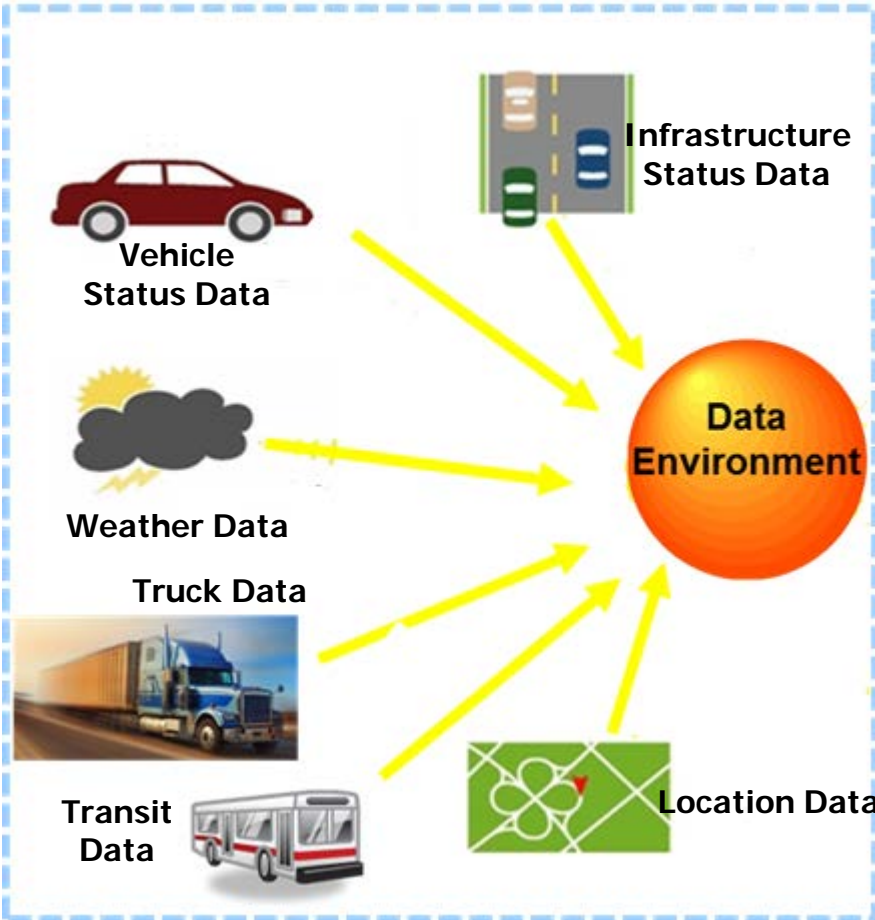 Infrastructure
Status Data
Vehicle
Status Data
Data
Environment
Weather Data
Truck Data
Transit
Data
Location Data